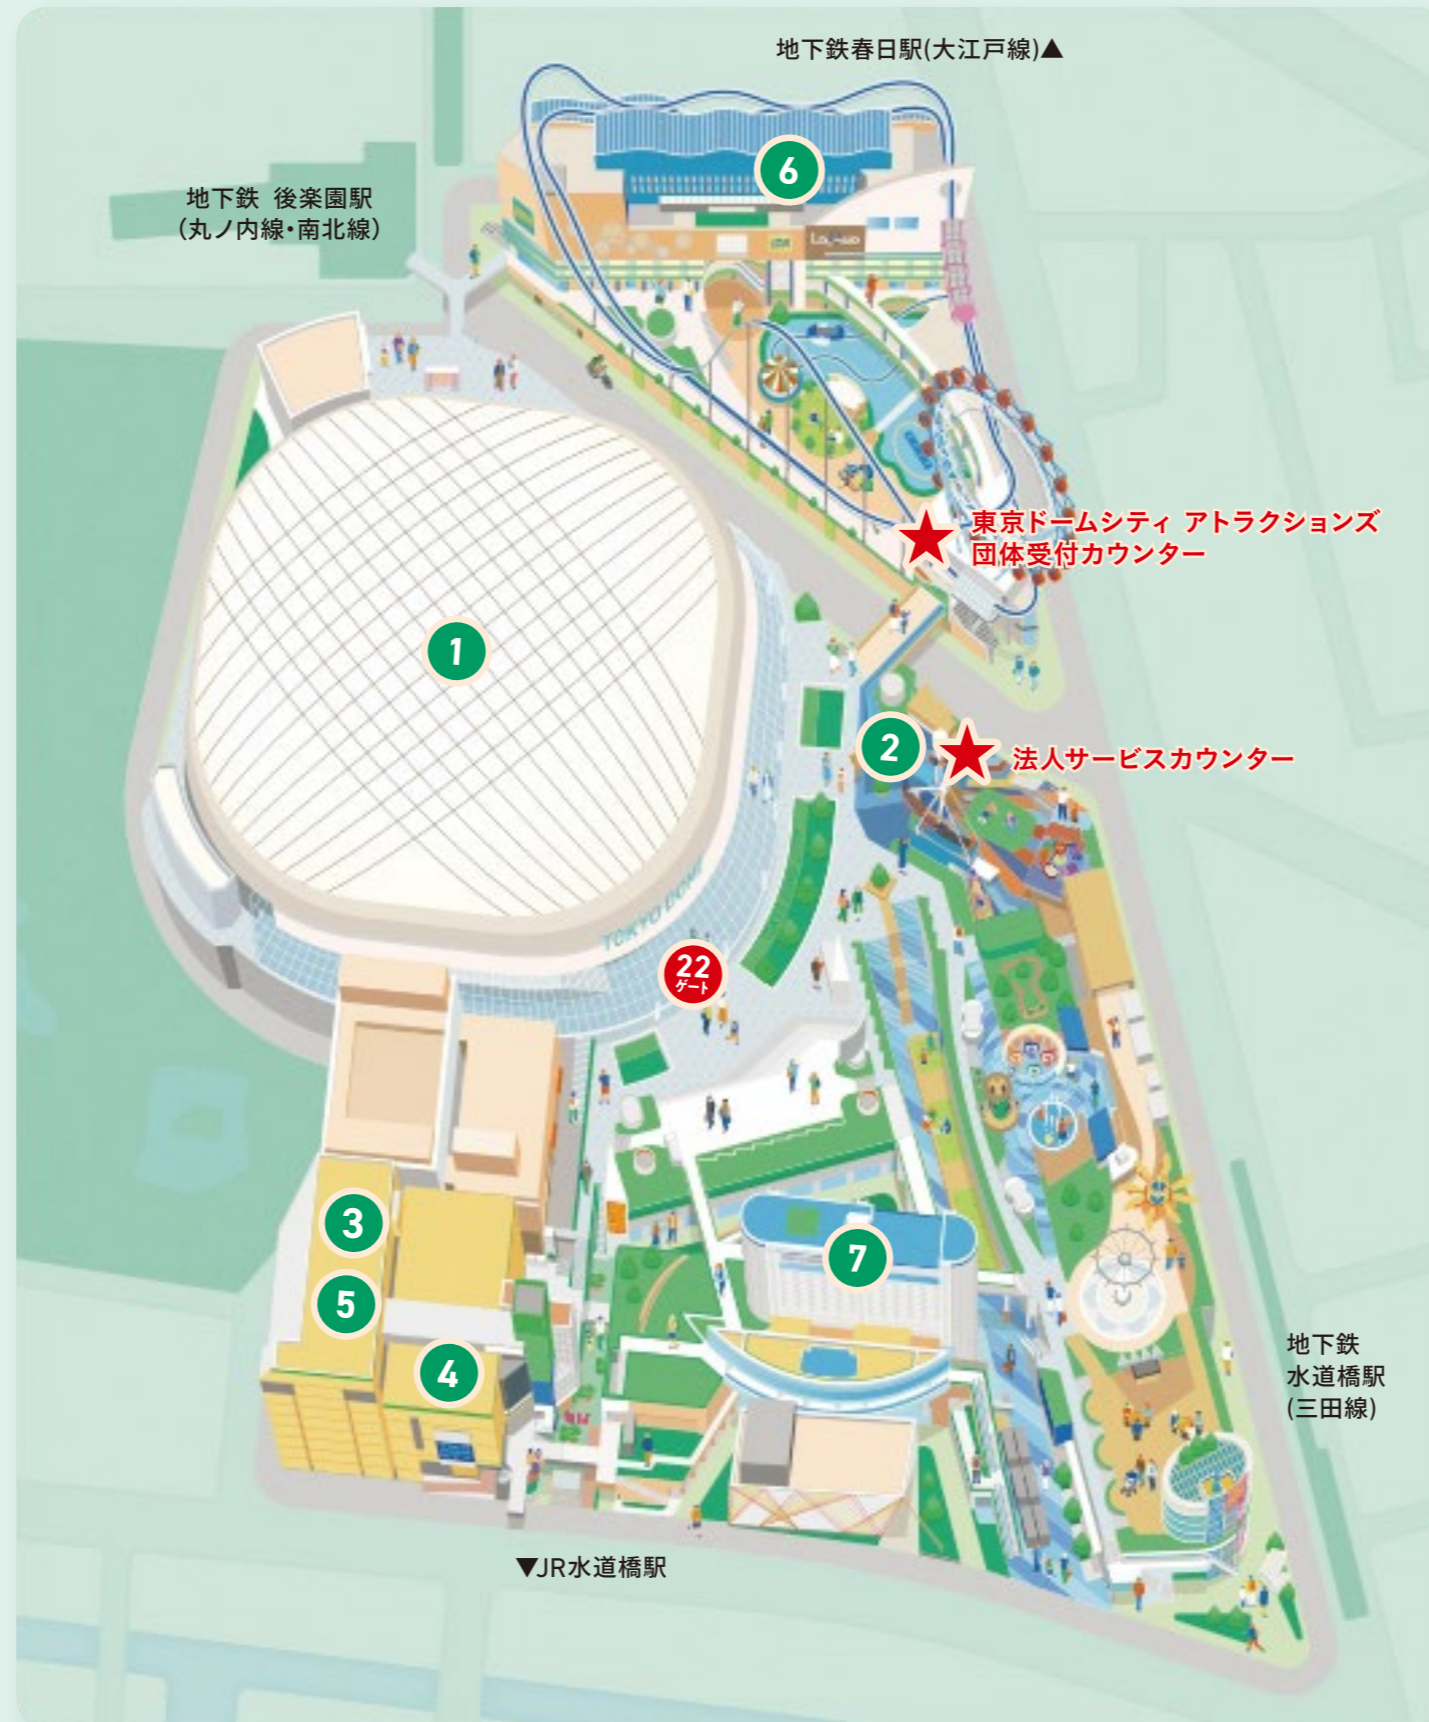 地下鉄春日駅(大江戸線)▲
6
地下鉄 後楽園駅
(丸ノ内線・南北線)
東京ドームシティ アトラクションズ
団体受付カウンター
1
2
法人サービスカウンター
TOKYO DOME
22
ゲート
3
7
5
4
地下鉄
水道橋駅
(三田線)
▼JR水道橋駅